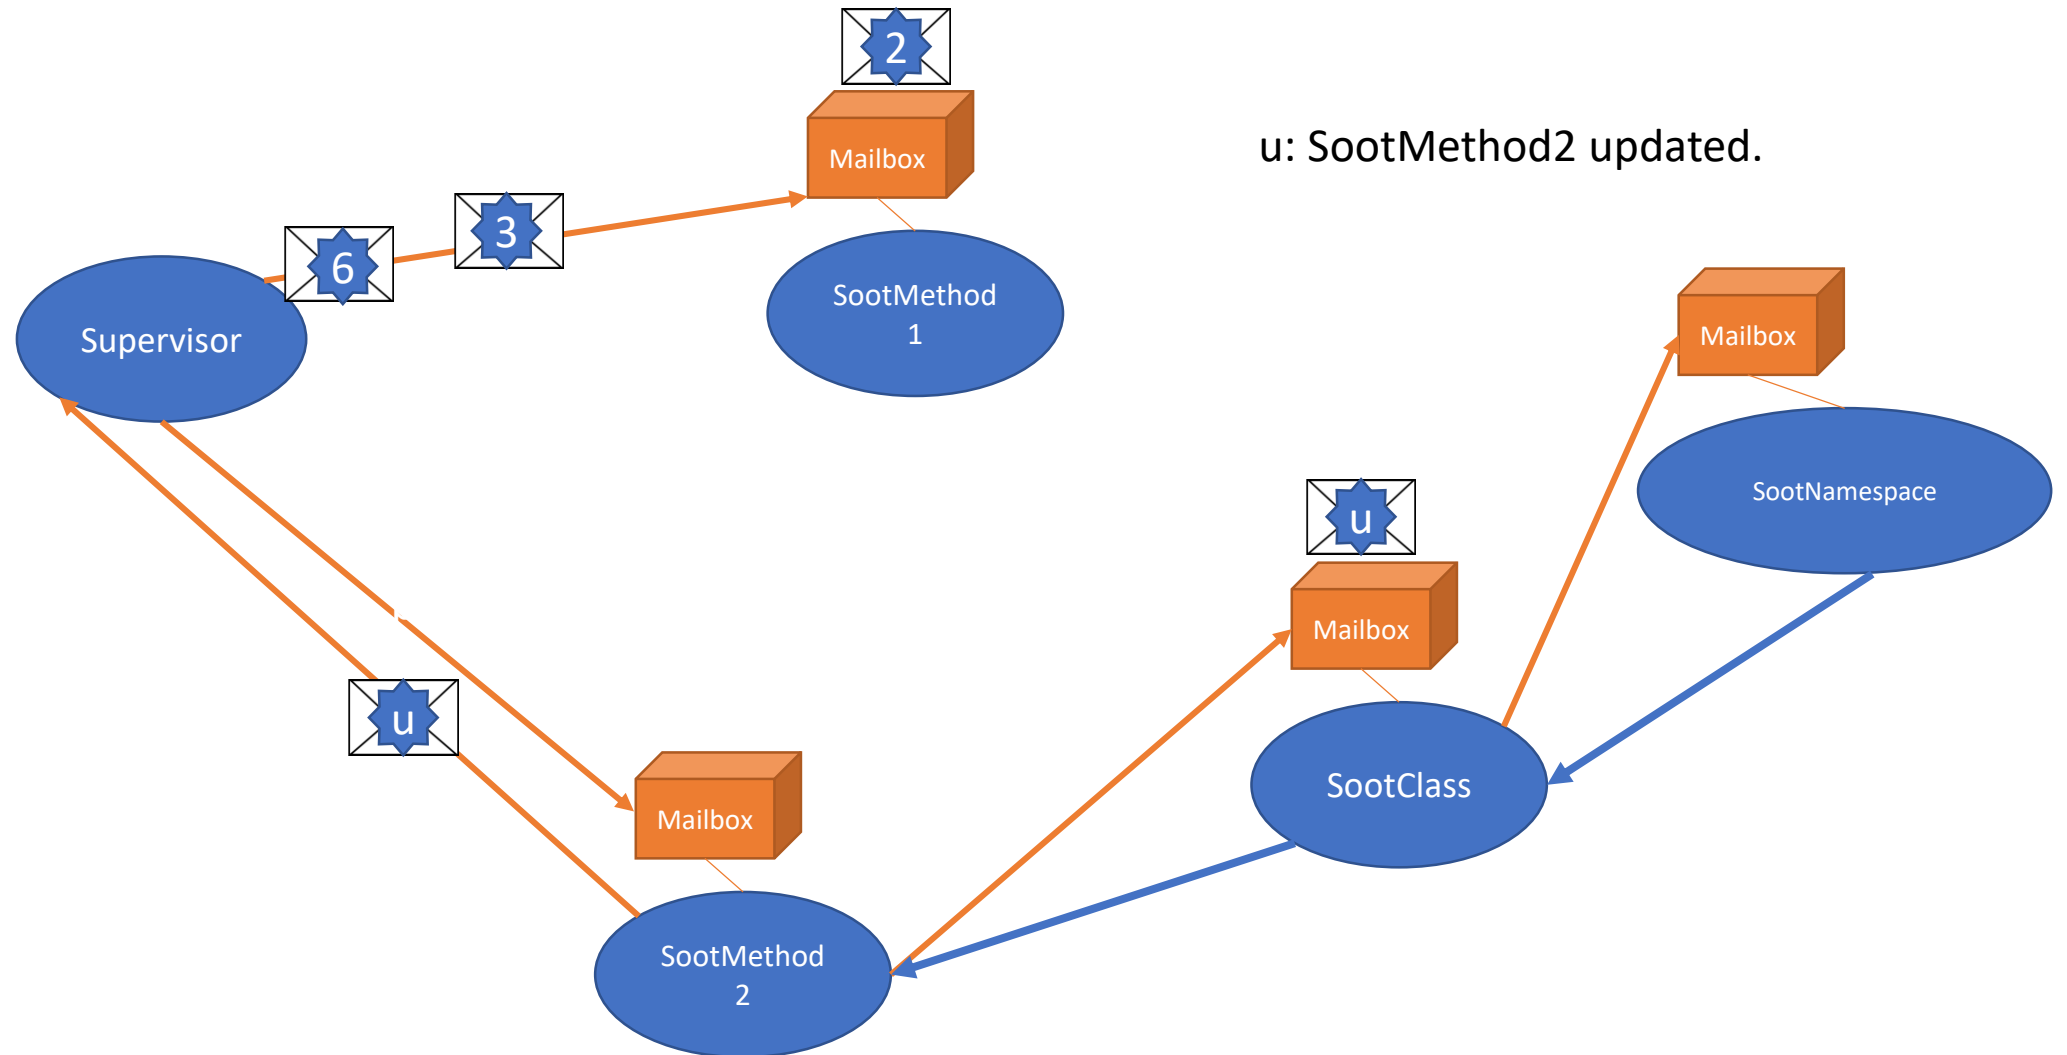 2
Mailbox
u: SootMethod2 updated.
3
6
SootMethod
1
Supervisor
Mailbox
SootNamespace
u
Mailbox
u
SootClass
Mailbox
SootMethod
2